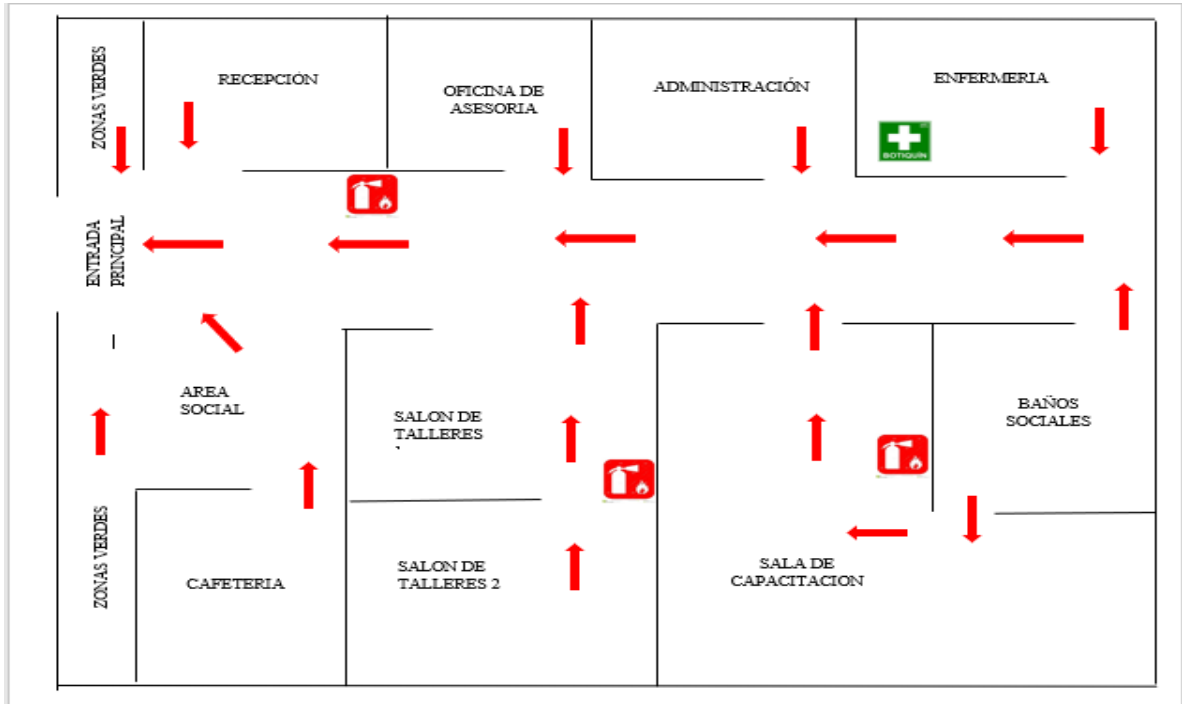 ZONAS VERDES
RECEPCIÓN
OFICINA DE
ASESORIA
ADMINISTRACIÓN
ENFERMERIA
BOTIQUÍN
ENTRADA
PRINCIPAL
AREA
SOCIAL
SALON DE
TALLERES
BAÑOS
SOCIALES
ZONAS VERDES
CAFETERIA
SALON DE
TALLERES 2
SALA DE
CAPACITACION